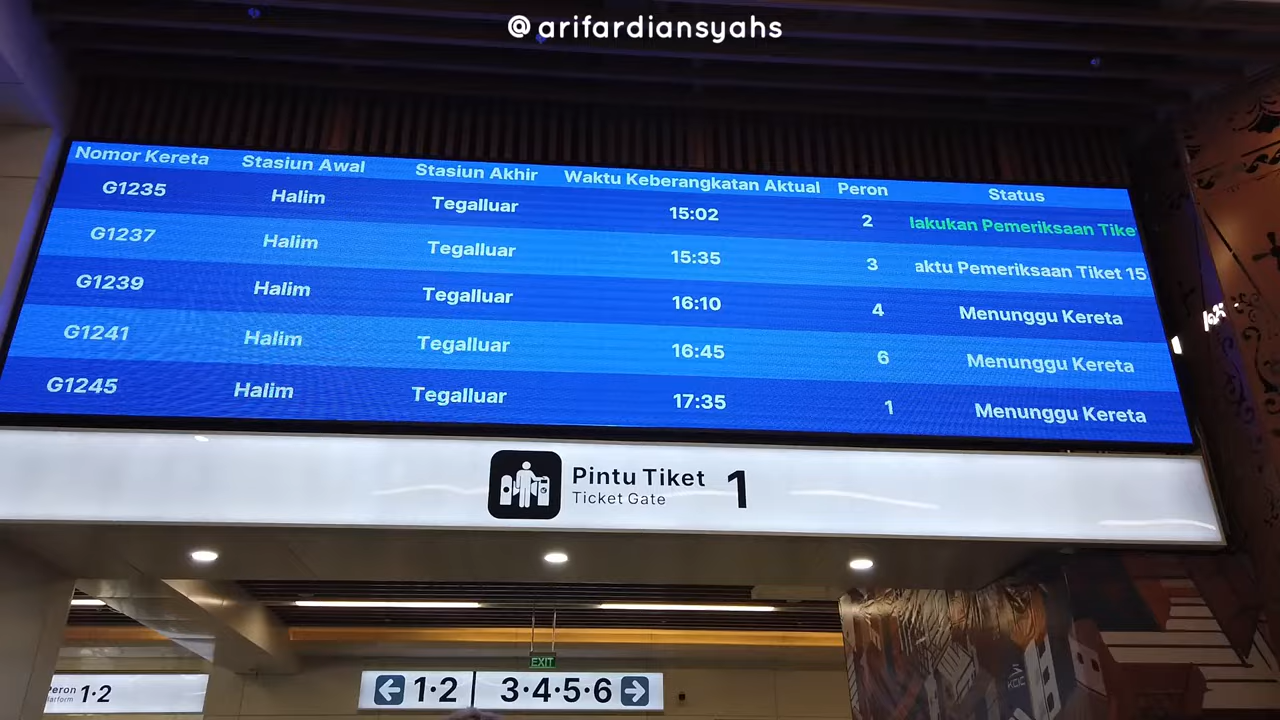 @arifardiansyahs
Nomor Kereta Stasiun Awal Stasiun Akhir Waktu Keberangkatan Aktual Peron Status
G1235 Halim Tegalluar 15:02 2 lakukan Pemeriksaan Tike
G1237 Halim Tegalluar 15:35 3 aktu Pemeriksaan Tiket 15
G1239 Halim Tegalluar 16:10 4 Menunggu Kereta
G1241 Halim Tegalluar 16:45 6 Menunggu Kereta
G1245 Halim Tegalluar 17:35 1 Menunggu Kereta
Pintu Tiket 1
Ticket Gate
EXIT
Peron 1·2
1·2 3·4·5·6